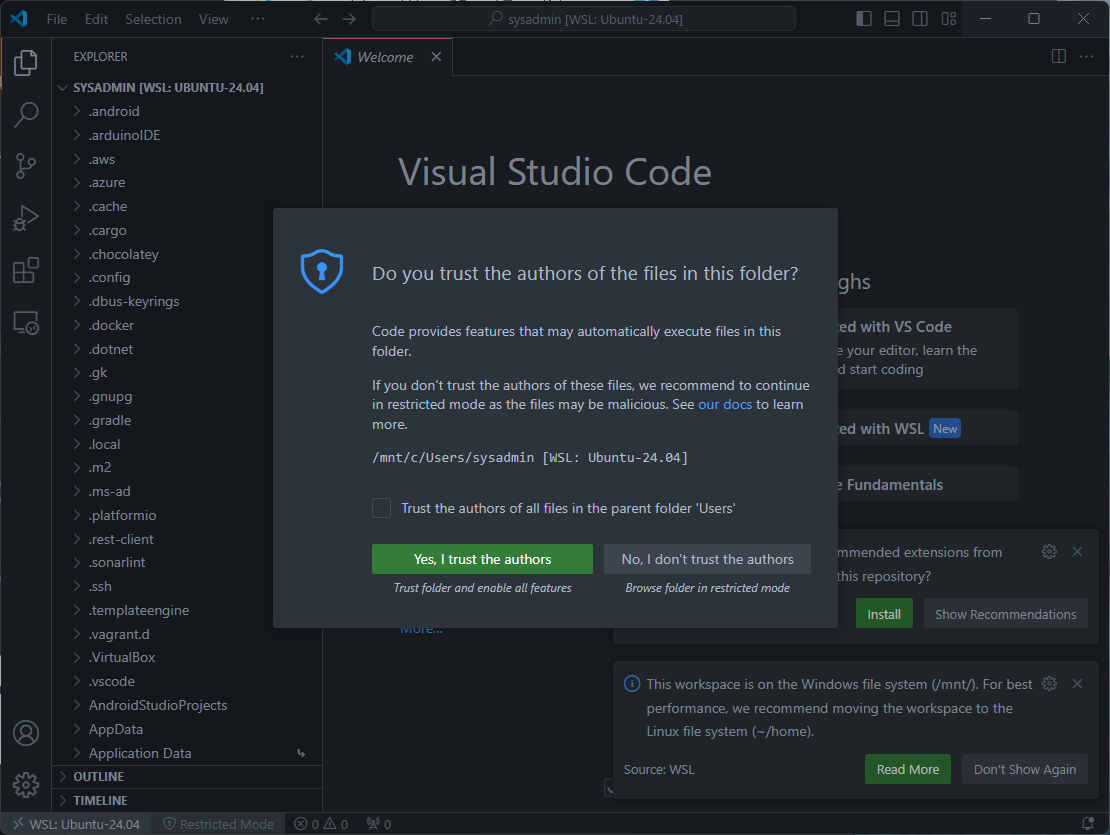 File Edit Selection View ···
sysadmin [WSL: Ubuntu-24.04]
EXPLORER
Welcome
SYSADMIN [WSL: UBUNTU-24.04]
.android
.arduinoIDE
.aws
.azure
.cache
.cargo
.chocolatey
.config
.dbus-keyrings
.docker
.dotnet
.gk
.gnupg
.gradle
.local
.m2
.ms-ad
.platformio
.rest-client
.sonarlint
.ssh
.templateengine
.vagrant.d
.VirtualBox
.vscode
AndroidStudioProjects
AppData
Application Data
OUTLINE
TIMELINE
Visual Studio Code
Do you trust the authors of the files in this folder?
Code provides features that may automatically execute files in this
folder.
If you don't trust the authors of these files, we recommend to continue
in restricted mode as the files may be malicious. See our docs to learn
more.
/mnt/c/Users/sysadmin [WSL: Ubuntu-24.04]
Trust the authors of all files in the parent folder 'Users'
Yes, I trust the authors
No, I don't trust the authors
Trust folder and enable all features
Browse folder in restricted mode
More...
ghs
ed with VS Code
e your editor, learn the
d start coding
ed with WSL New
e Fundamentals
mmended extensions from
this repository?
Install
Show Recommendations
This workspace is on the Windows file system (/mnt/). For best
performance, we recommend moving the workspace to the
Linux file system (~/home).
Source: WSL
Read More
Don't Show Again
WSL: Ubuntu-24.04
Restricted Mode
0
0
0